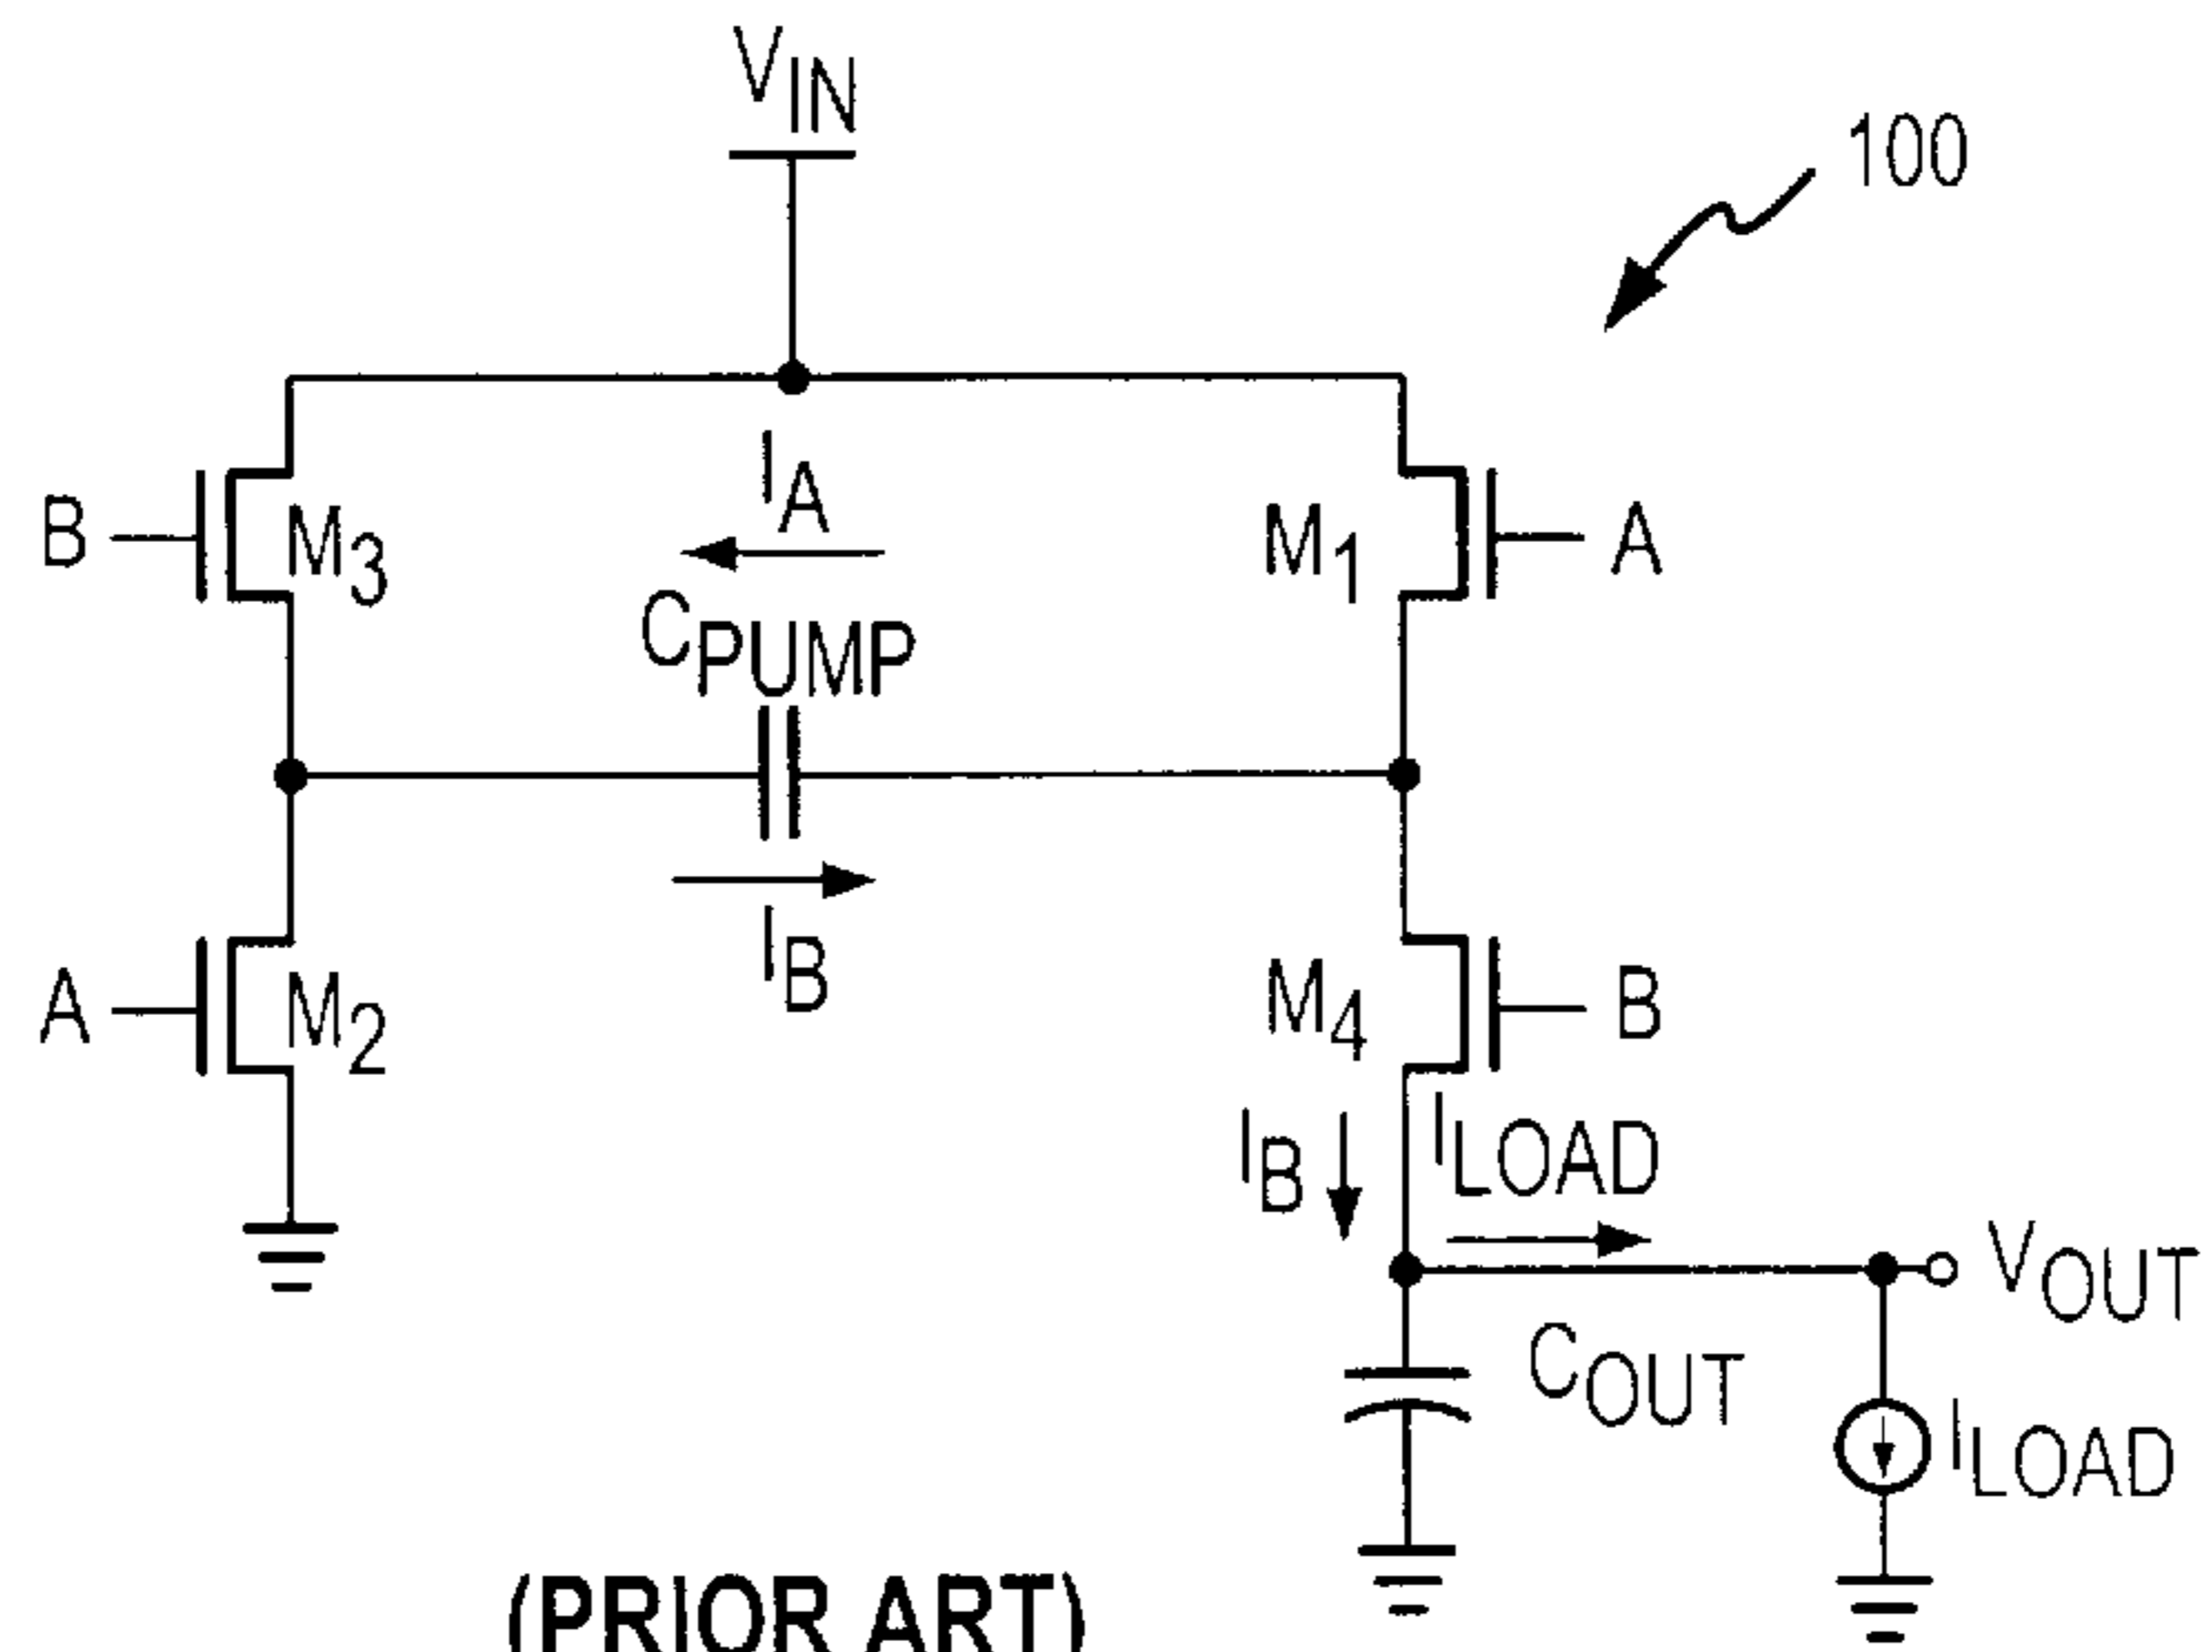 VIN
100
IA
B
M3
M1
A
CPUMP
IB
A
M2
M4
B
IB
ILOAD
VOUT
COUT
ILOAD
(PRIOR ART)